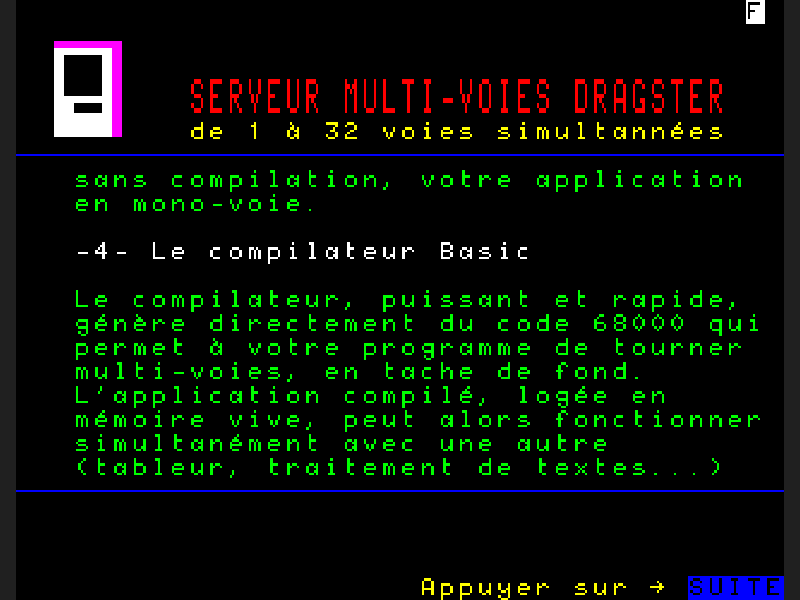 F
SERVEUR MULTI-VOIES DRAGSTER
de 1 à 32 voies simultannées
sans compilation, votre application
en mono-voie.
-4- Le compilateur Basic
Le compilateur, puissant et rapide,
génère directement du code 68000 qui
permet à votre programme de tourner
multi-voies, en tache de fond.
L'application compilé, logée en
mémoire vive, peut alors fonctionner
simultanément avec une autre
(tableur, traitement de textes...)
Appuyer sur → SUITE